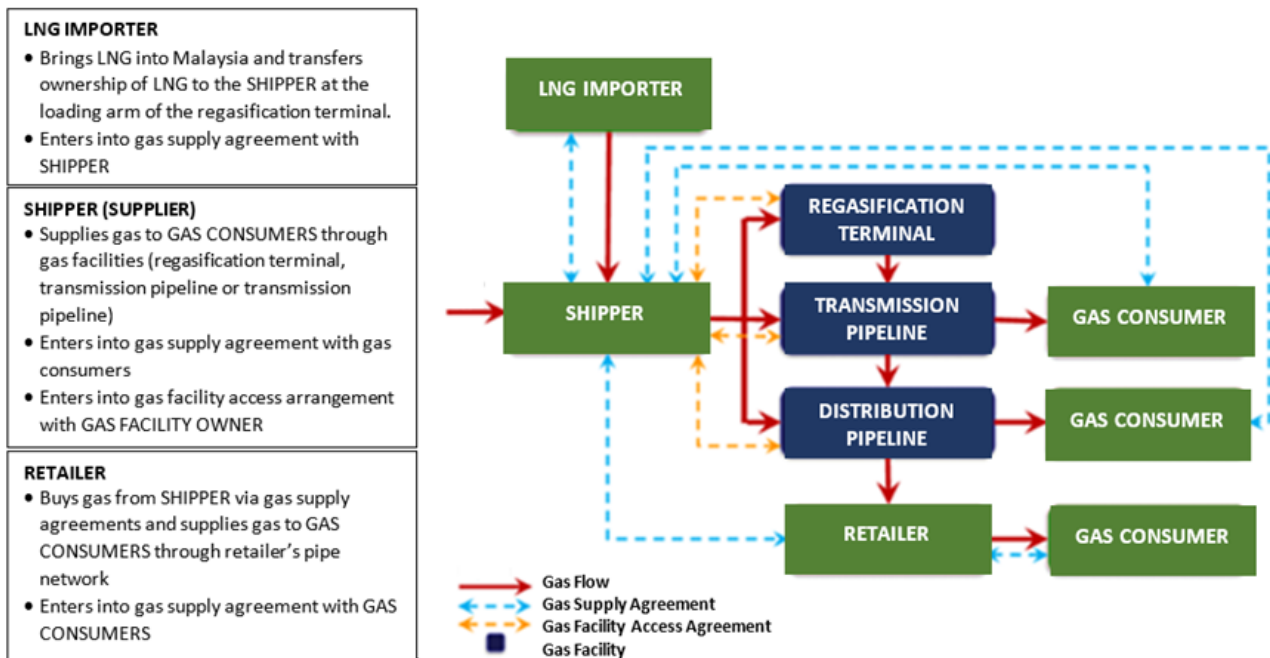 LNG IMPORTER
• Brings LNG into Malaysia and transfers
ownership of LNG to the SHIPPER at the
loading arm of the regasification terminal.
• Enters into gas supply agreement with
SHIPPER
SHIPPER (SUPPLIER)
• Supplies gas to GAS CONSUMERS through
gas facilities (regasification terminal,
transmission pipeline or transmission
pipeline)
• Enters into gas supply agreement with gas
consumers
• Enters into gas facility access arrangement
with GAS FACILITY OWNER
RETAILER
• Buys gas from SHIPPER via gas supply
agreements and supplies gas to GAS
CONSUMERS through retailer’s pipe
network
• Enters into gas supply agreement with GAS
CONSUMERS
LNG IMPORTER
REGASIFICATION
TERMINAL
SHIPPER
TRANSMISSION
PIPELINE
GAS CONSUMER
DISTRIBUTION
PIPELINE
GAS CONSUMER
RETAILER
GAS CONSUMER
Gas Flow
Gas Supply Agreement
Gas Facility Access Agreement
Gas Facility